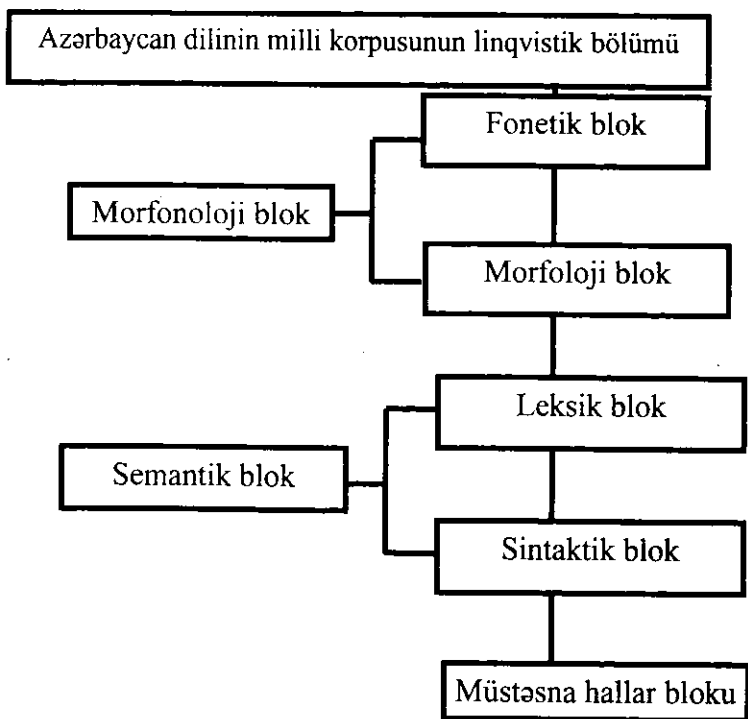 Azərbaycan dilinin milli korpusunun linqvistik bölümü
Fonetik blok
Morfonoloji blok
Morfoloji blok
Leksik blok
Semantik blok
Sintaktik blok
Müstəsna hallar bloku